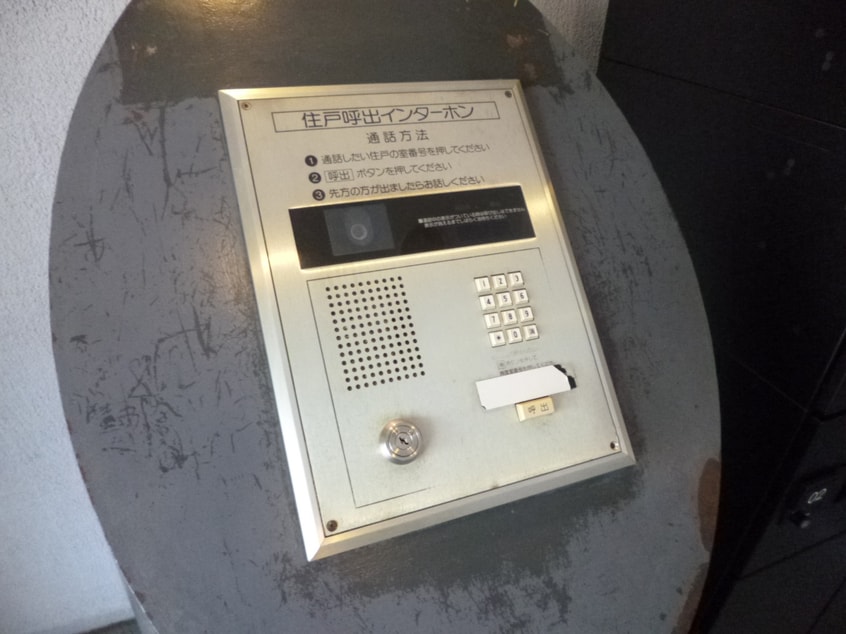 住戸呼出インターホン
通話方法
❶ 通話したい住戸の室番号を押してください
❷ [呼出] ボタンを押してください
❸ 先方の方が出ましたらお話しください
1 2 3
4 5 6
7 8 9
* 0 *
呼出
02